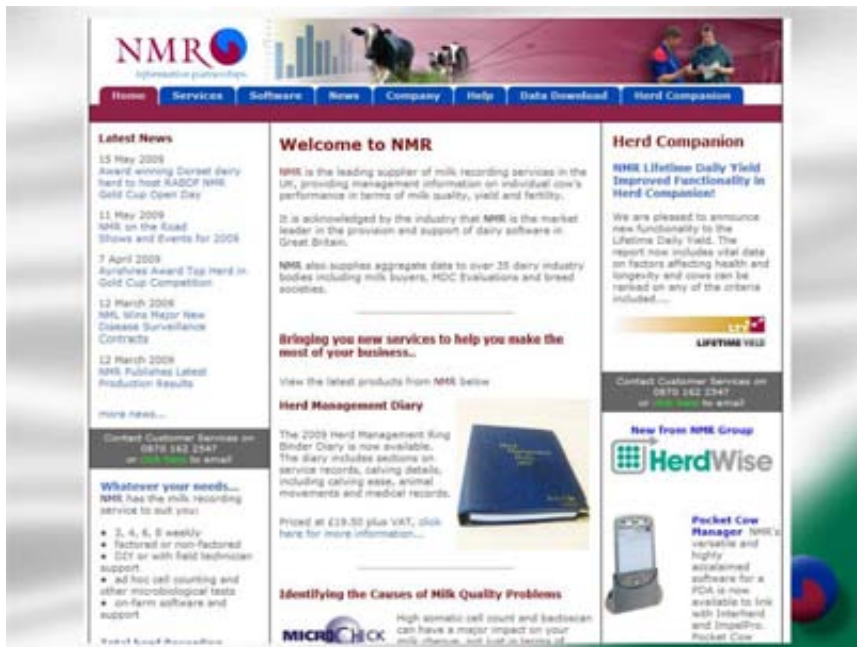 NMR
informative partnerships
Home
Services
Software
News
Company
Help
Data Download
Herd Companion
Latest News
15 May 2009
Award winning Dorset dairy
herd to host RABDF NMR
Gold Cup Open Day
11 May 2009
NMR on the Road
Shows and Events for 2009
7 April 2009
Ayrshires Award Top Herd in
Gold Cup Competition
12 March 2009
NML Wins Major New
Disease Surveillance
Contracts
12 March 2009
NMR Publishes Latest
Production Results
more news...
Contact Customer Services on
0870 162 2547
or click here to email
Whatever your needs...
NMR has the milk recording
service to suit you:
• 2, 4, 6, 8 weekly
• factored or non-factored
• DIY or with field technician
support
• ad hoc cell counting and
other microbiological tests
• on-farm software and
support
Welcome to NMR
NMR is the leading supplier of milk recording services in the
UK, providing management information on individual cow's
performance in terms of milk quality, yield and fertility.
It is acknowledged by the industry that NMR is the market
leader in the provision and support of dairy software in
Great Britain.
NMR also supplies aggregate data to over 35 dairy industry
bodies including milk buyers, MDC Evaluations and breed
societies.
Bringing you new services to help you make the
most of your business..
View the latest products from NMR below
Herd Management Diary
The 2009 Herd Management Ring
Binder Diary is now available.
The diary includes sections on
service records, calving details,
including calving ease, animal
movements and medical records.
Priced at £19.50 plus VAT, click
here for more information...
Identifying the Causes of Milk Quality Problems
High somatic cell count and bactoscan
can have a major impact on your
Herd Companion
NMR Lifetime Daily Yield
Improved Functionality in
Herd Companion!
We are pleased to announce
new functionality to the
Lifetime Daily Yield. The
report now includes vital data
on factors affecting health and
longevity and cows can be
ranked on any of the criteria
included....
LIFETIME YIELD
Contact Customer Services on
0870 162 2547
or click here to email
New from NMR Group
HerdWise
Pocket Cow
Manager NMR's
versatile and
highly
acclaimed
software for a
PDA is now
available to link
with Interherd
and ImpelPro.
Pocket Cow